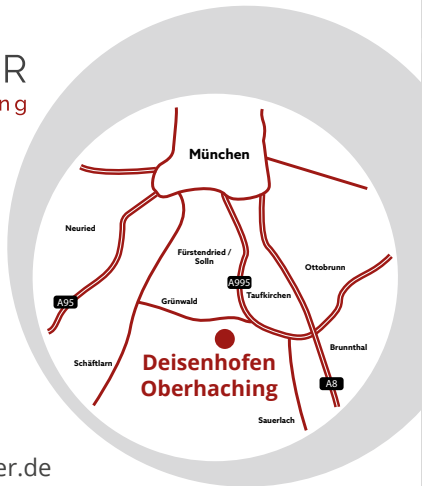 R
ng
München
Neuried
Fürstendried /
Solln
Ottobrunn
A995
Taufkirchen
A95
Grünwald
Deisenhofen
Oberhaching
Schäftlarn
Brunnthal
A8
Sauerlach
er.de